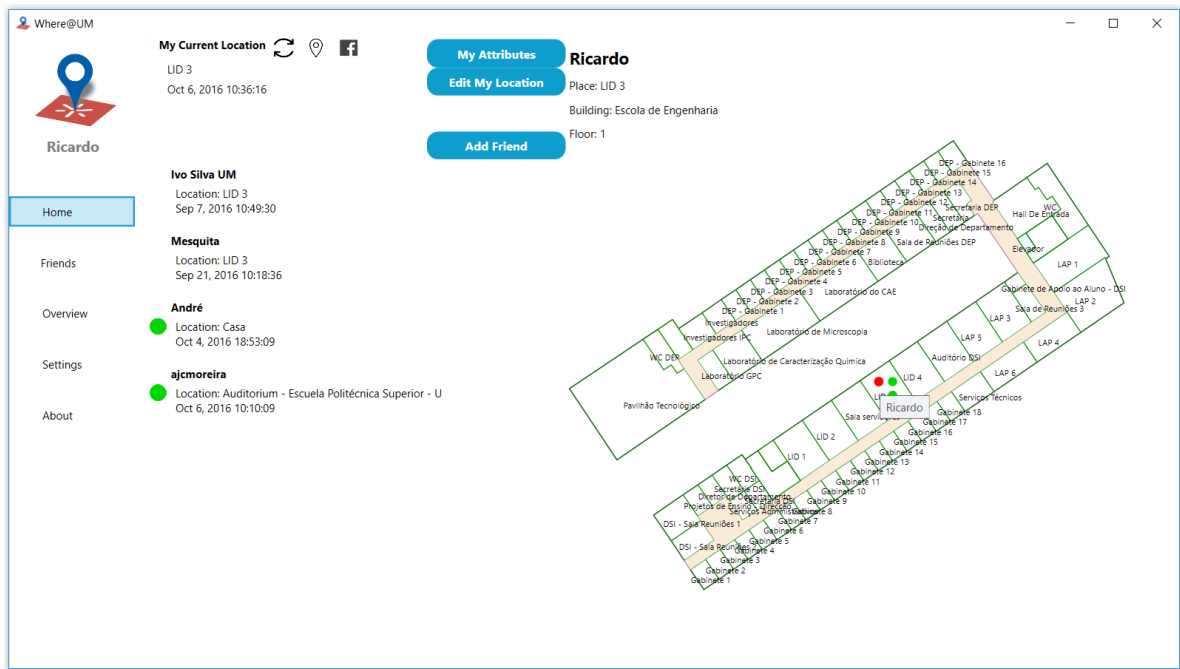 Where@UM
My Current Location
LID 3
Oct 6, 2016 10:36:16
My Attributes
Edit My Location
Add Friend
Ricardo
Home
Friends
Overview
Settings
About
Ivo Silva UM
Location: LID 3
Sep 7, 2016 10:49:30
Mesquita
Location: LID 3
Sep 21, 2016 10:18:36
André
Location: Casa
Oct 4, 2016 18:53:09
ajcmoreira
Location: Auditorium - Escuela Politécnica Superior - U
Oct 6, 2016 10:10:09
Ricardo
Place: LID 3
Building: Escola de Engenharia
Floor: 1
DEP - Gabinete 16
DEP - Gabinete 15
DEP - Gabinete 14
DEP - Gabinete 13
DEP - Gabinete 12
Secretaria DEP
DEP - Gabinete 11
Secretária
DEP - Gabinete 10
Direção de Departamento
DEP - Gabinete 9
DEP - Gabinete 8
Sala de Reuniões DEP
DEP - Gabinete 7
DEP - Gabinete 6
Biblioteca
DEP - Gabinete 5
DEP - Gabinete 4
DEP - Gabinete 3
Laboratório do CAE
DEP - Gabinete 2
DEP - Gabinete 1
Investigadores
Laboratório de Microscopia
Investigadores IPC
WC DEP
Laboratório de Caracterização Quimica
Laboratório GPC
Pavilhão Tecnológico
WC
Hall De Entrada
Elevador
LAP 1
Gabinete de Apoio ao Aluno - DSI
LAP 2
Sala de Reuniões 3
LAP 3
LAP 4
LAP 5
Auditório DSI
LAP 6
LID 4
Serviços Técnicos
Ricardo
Gabinete 18
Gabinete 17
Gabinete 16
Gabinete 15
Gabinete 14
Gabinete 13
Gabinete 12
Gabinete 11
Gabinete 10
Gabinete 9
LID 2
LID 1
WC DSI
Secretaria DSI
Diretor de Departamento
Secretária DSI
Projetos de Ensino - Direcção
Gabinete 8
Gabinete 7
DSI - Sala Reuniões 1
Gabinete 6
Gabinete 5
Gabinete 4
Gabinete 3
Gabinete 2
Gabinete 1